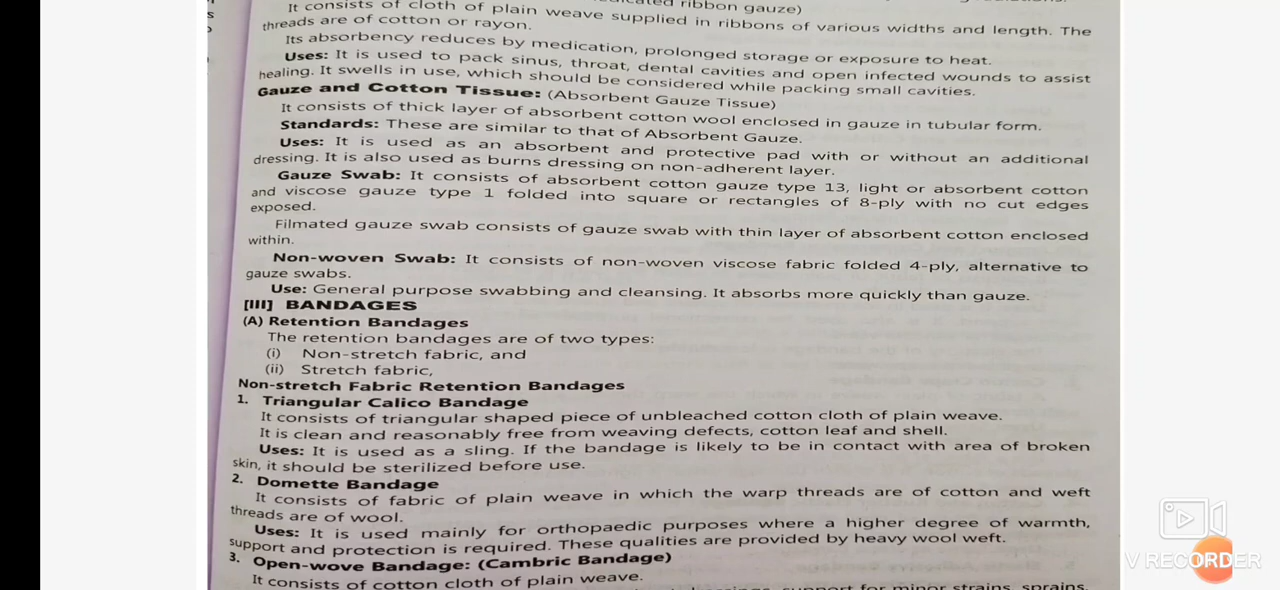 ribbon gauze)
It consists of cloth of plain weave supplied in ribbons of various widths and length. The
threads are of cotton or rayon.
Its absorbency reduces by medication, prolonged storage or exposure to heat.
Uses: It is used to pack sinus, throat, dental cavities and open infected wounds to assist
healing. It swells in use, which should be considered while packing small cavities.
Gauze and Cotton Tissue: (Absorbent Gauze Tissue)
It consists of thick layer of absorbent cotton wool enclosed in gauze in tubular form.
Standards: These are similar to that of Absorbent Gauze.
Uses: It is used as an absorbent and protective pad with or without an additional
dressing. It is also used as burns dressing on non-adherent layer.
Gauze Swab: It consists of absorbent cotton gauze type 13, light or absorbent cotton
and viscose gauze type 1 folded into square or rectangles of 8-ply with no cut edges
exposed.
Filmated gauze swab consists of gauze swab with thin layer of absorbent cotton enclosed
within.
Non-woven Swab: It consists of non-woven viscose fabric folded 4-ply, alternative to
gauze swabs.
Use: General purpose swabbing and cleansing. It absorbs more quickly than gauze.
[III] BANDAGES
(A) Retention Bandages
The retention bandages are of two types:
(i) Non-stretch fabric, and
(ii) Stretch fabric,
Non-stretch Fabric Retention Bandages
1. Triangular Calico Bandage
It consists of triangular shaped piece of unbleached cotton cloth of plain weave.
It is clean and reasonably free from weaving defects, cotton leaf and shell.
Uses: It is used as a sling. If the bandage is likely to be in contact with area of broken
skin, it should be sterilized before use.
2. Domette Bandage
It consists of fabric of plain weave in which the warp threads are of cotton and weft
threads are of wool.
Uses: It is used mainly for orthopaedic purposes where a higher degree of warmth,
support and protection is required. These qualities are provided by heavy wool weft.
3. Open-wove Bandage: (Cambric Bandage)
It consists of cotton cloth of plain weave.
support for minor strains, sprains,
V RECORDER